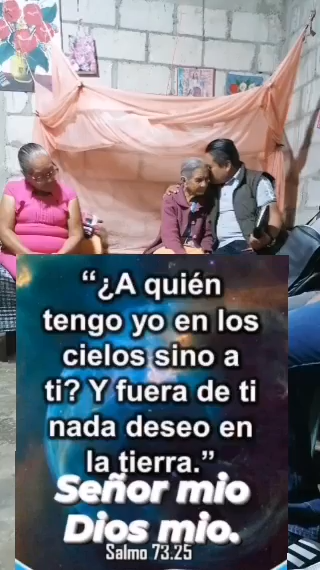 “¿A quién
tengo yo en los
cielos sino a
ti? Y fuera de ti
nada deseo en
la tierra.”
Señor mio
Dios mio.
Salmo 73.25